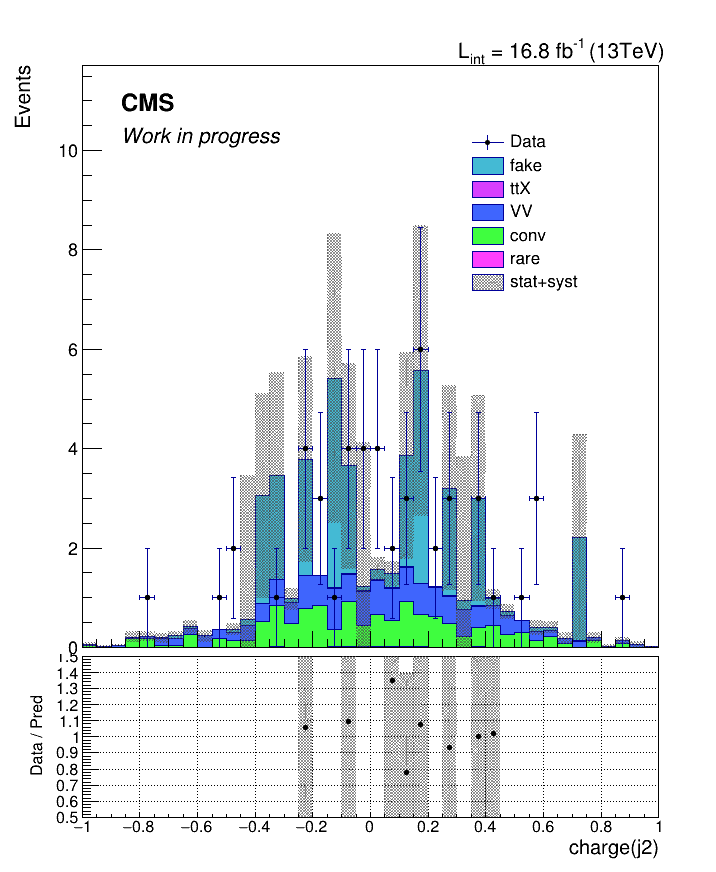 L_int = 16.8 fb^-1 (13TeV)
Events
CMS
Work in progress
Data
fake
ttX
VV
conv
rare
stat+syst
10
8
6
4
2
0
Data / Pred
1.5
1.4
1.3
1.2
1.1
1
0.9
0.8
0.7
0.6
0.5
−1 −0.8 −0.6 −0.4 −0.2 0 0.2 0.4 0.6 0.8 1
charge(j2)